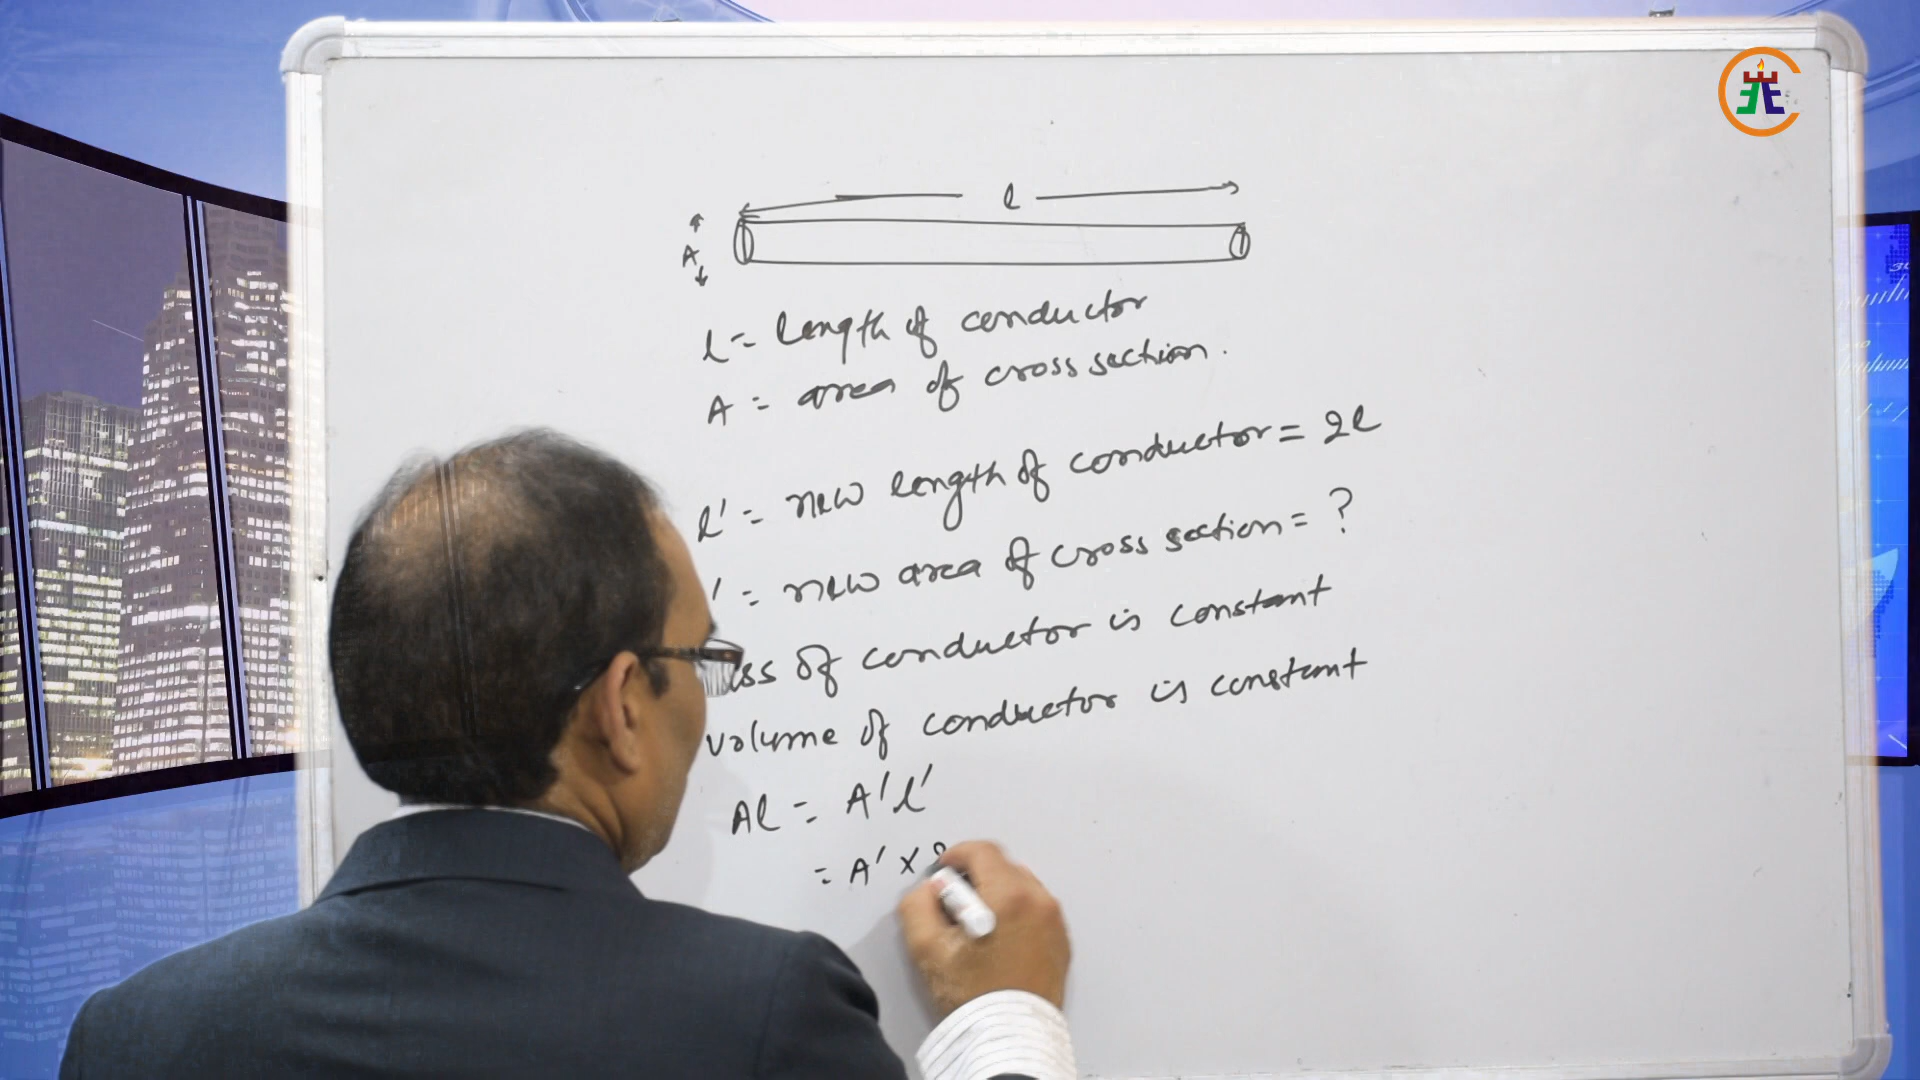 l
A
l = length of conductor
A = area of cross section.
l' = new length of conductor = 2l
' = new area of cross section = ?
of conductor is constant
volume of conductor is constant
Al = A'l'
= A' ×